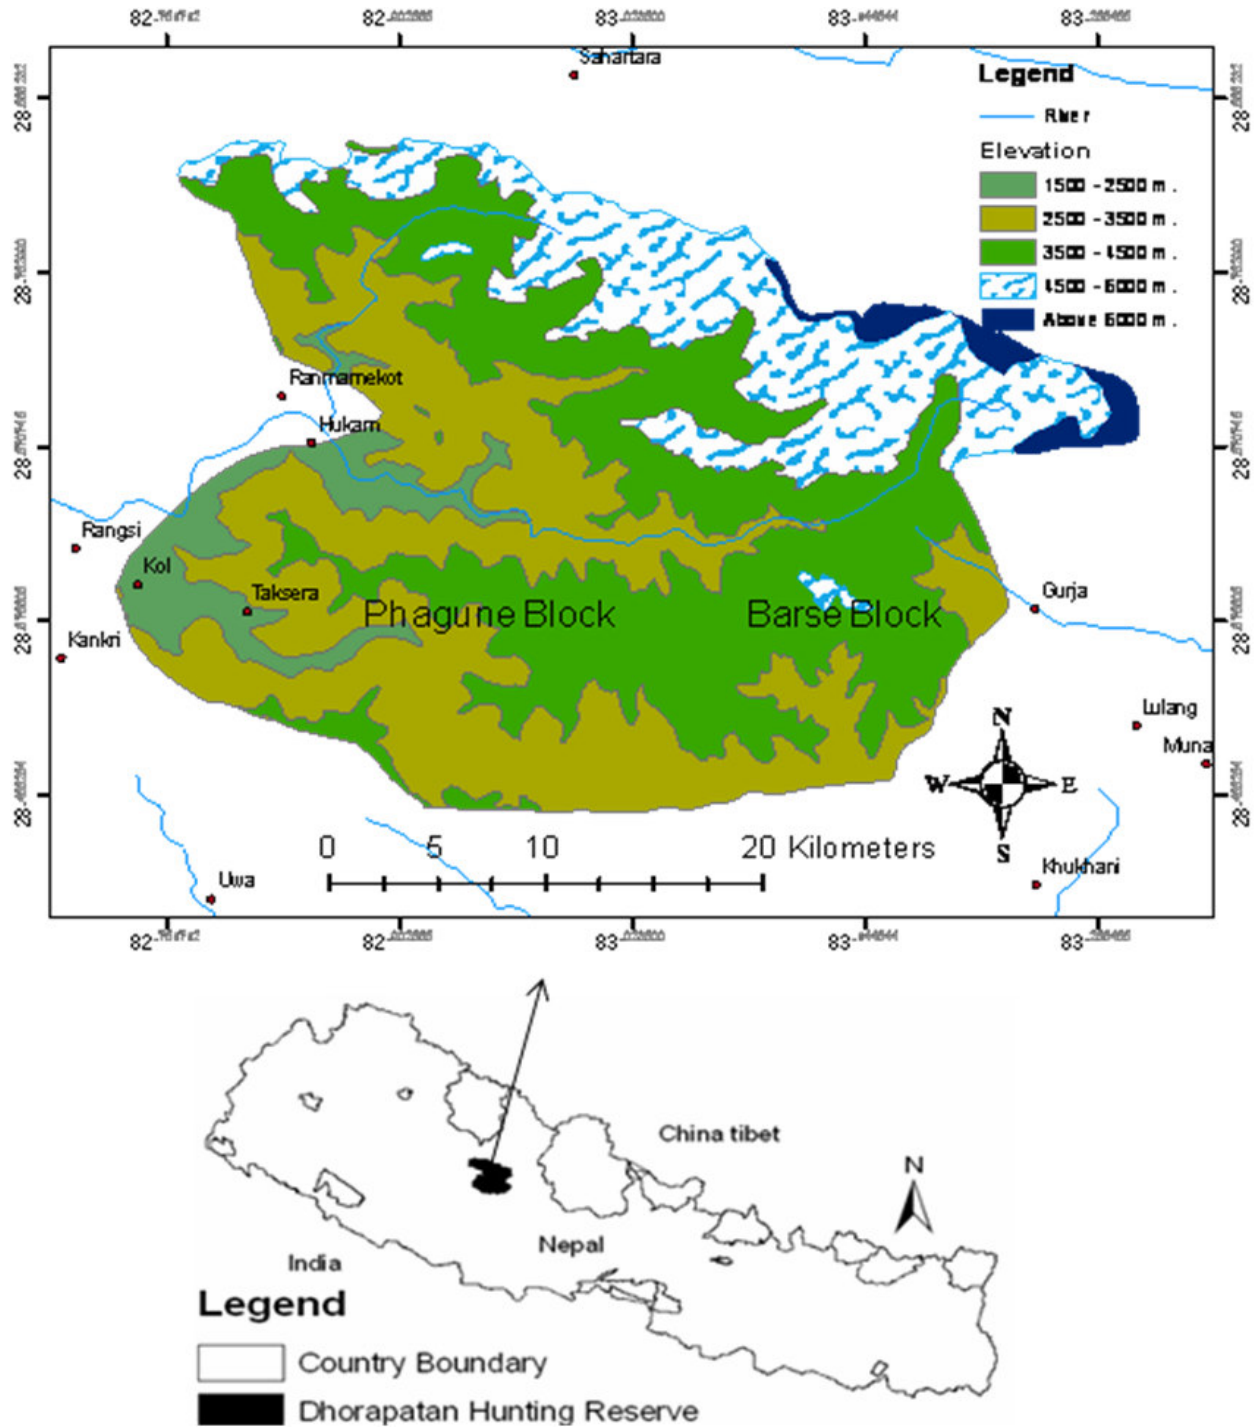 Sahartara
Legend
River
Elevation
1500 - 2500 m .
2500 - 3500 m .
3500 - 4500 m .
4500 - 6000 m .
Above 6000 m .
Ranmamekot
Hukam
Rangsi
Kol
Taksera
Kankri
Phagune Block
Barse Block
Gurja
Lulang
Muna
N
W
E
S
0 5 10 20 Kilometers
Uwa
Khukhani
China tibet
N
Nepal
India
Legend
Country Boundary
Dhorapatan Hunting Reserve